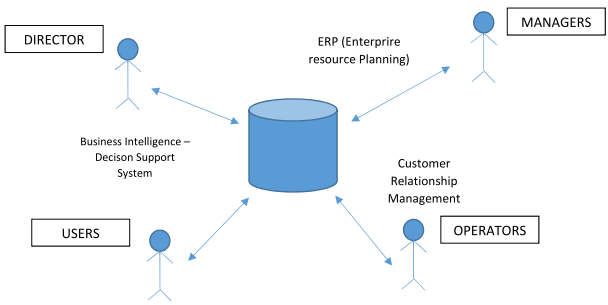 DIRECTOR
MANAGERS
ERP (Enterprire
resource Planning)
Business Intelligence –
Decison Support
System
Customer
Relationship
Management
USERS
OPERATORS